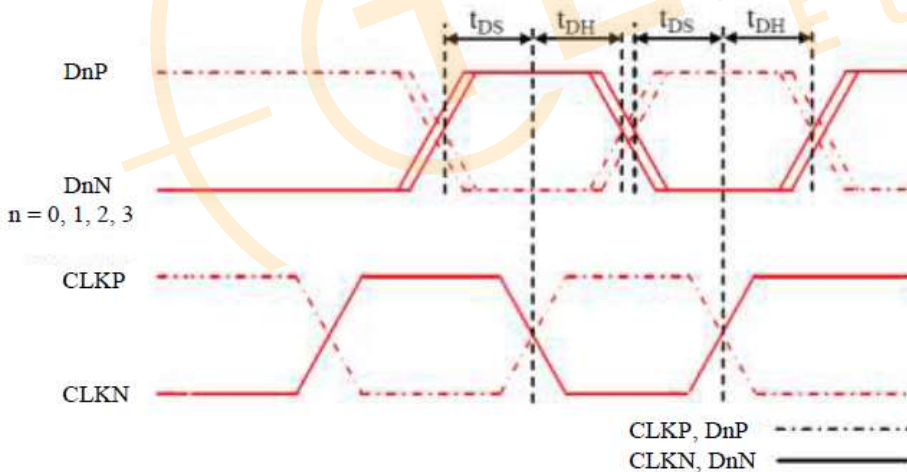 tDS tDH tDS tDH
DnP
DnN
n = 0, 1, 2, 3
CLKP
CLKN
CLKP, DnP
CLKN, DnN